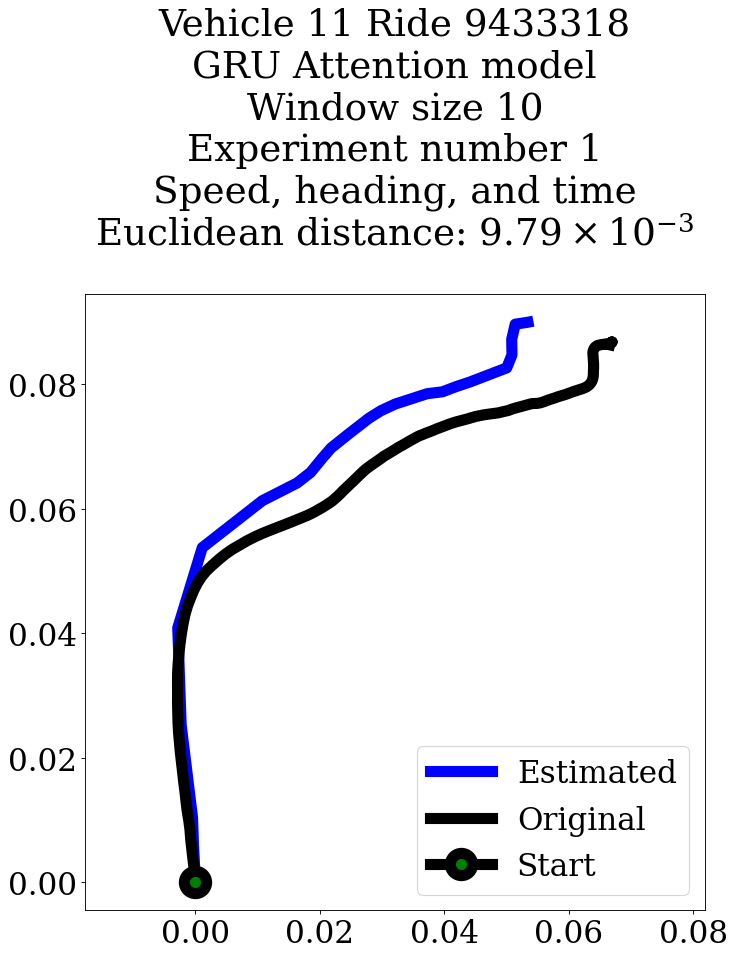 Vehicle 11 Ride 9433318
GRU Attention model
Window size 10
Experiment number 1
Speed, heading, and time
Euclidean distance: 9.79 × 10⁻³
0.08
0.06
0.04
0.02
0.00
Estimated
Original
Start
0.00 0.02 0.04 0.06 0.08